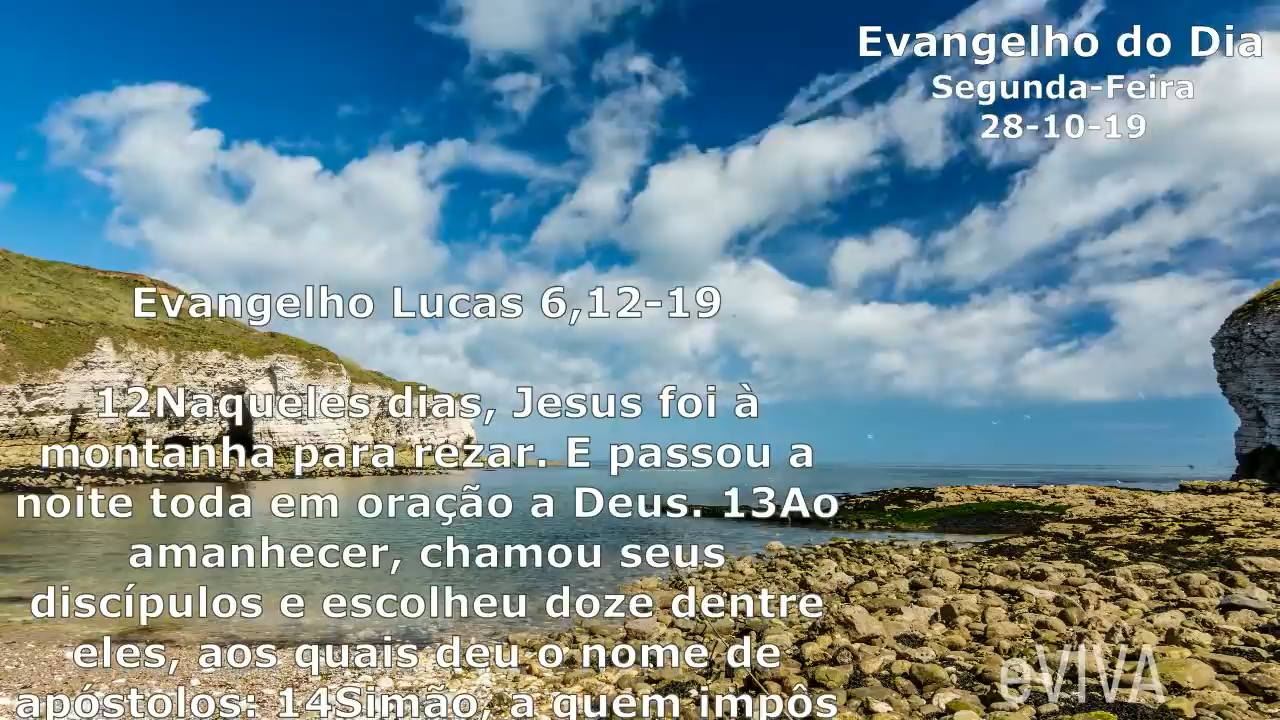 Evangelho do Dia
Segunda-Feira
28-10-19
Evangelho Lucas 6,12-19
12Naqueles dias, Jesus foi à
montanha para rezar. E passou a
noite toda em oração a Deus. 13Ao
amanhecer, chamou seus
discípulos e escolheu doze dentre
eles, aos quais deu o nome de
apóstolos: 14Simão, a quem impôs
eVIVA